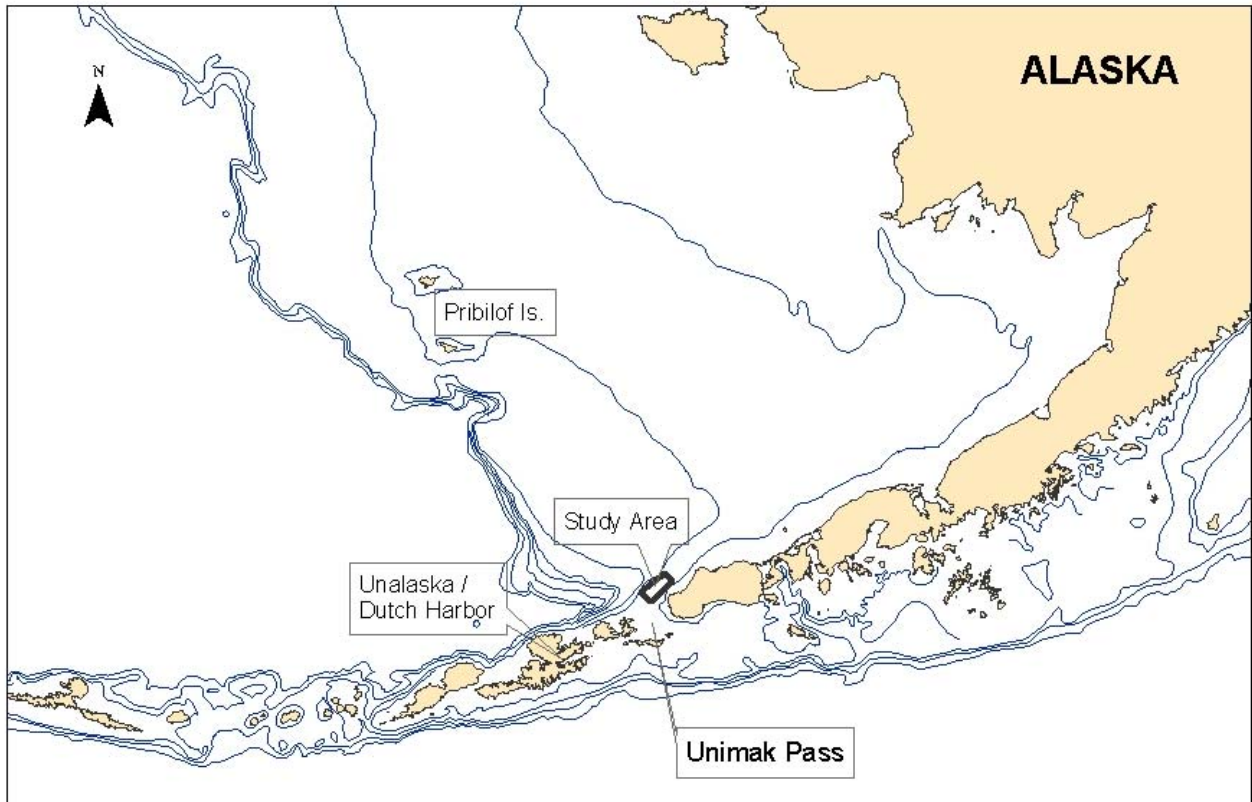 N
ALASKA
Pribilof Is.
Study Area
Unalaska /
Dutch Harbor
Unimak Pass